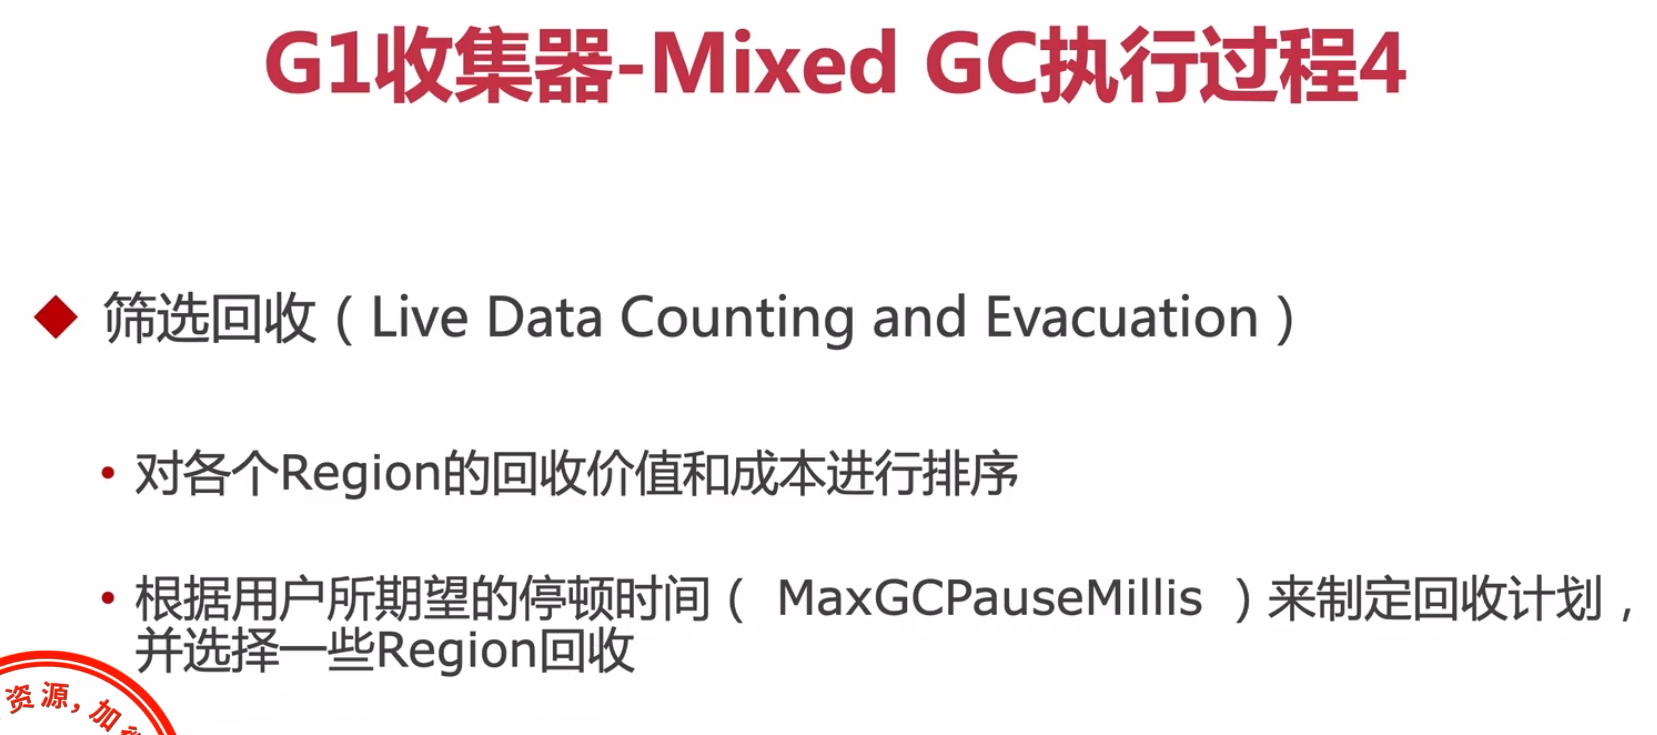 G1收集器-Mixed GC执行过程4
筛选回收（Live Data Counting and Evacuation）
对各个Region的回收价值和成本进行排序
根据用户所期望的停顿时间（ MaxGCPauseMillis ）来制定回收计划，
并选择一些Region回收
资源，加